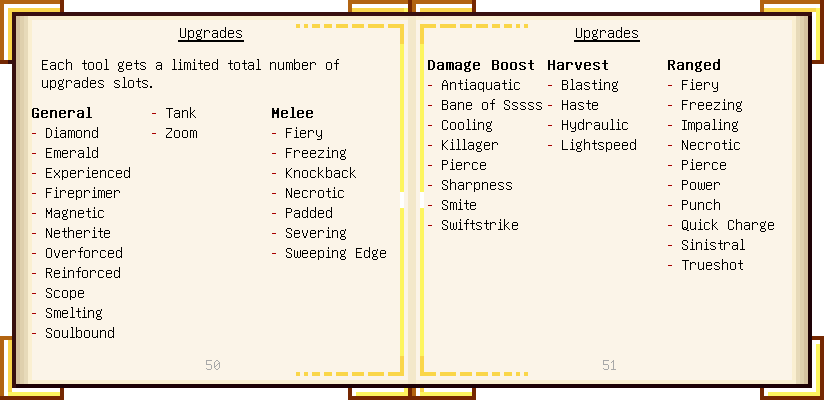 Upgrades
Each tool gets a limited total number of
upgrades slots.
General
- Diamond
- Emerald
- Experienced
- Fireprimer
- Magnetic
- Netherite
- Overforced
- Reinforced
- Scope
- Smelting
- Soulbound
- Tank
- Zoom
Melee
- Fiery
- Freezing
- Knockback
- Necrotic
- Padded
- Severing
- Sweeping Edge
50
Upgrades
Damage Boost
- Antiaquatic
- Bane of Sssss
- Cooling
- Killager
- Pierce
- Sharpness
- Smite
- Swiftstrike
Harvest
- Blasting
- Haste
- Hydraulic
- Lightspeed
Ranged
- Fiery
- Freezing
- Impaling
- Necrotic
- Pierce
- Power
- Punch
- Quick Charge
- Sinistral
- Trueshot
51